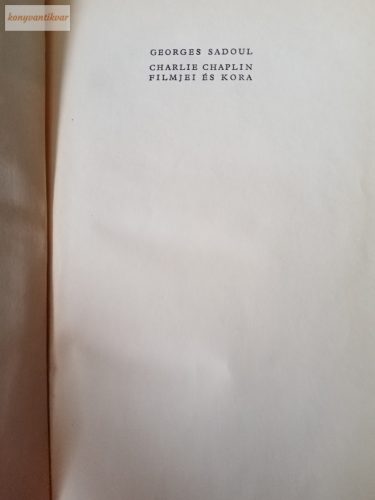 konyvantikvar
GEORGES SADOUL
CHARLIE CHAPLIN
FILMJEI ÉS KORA